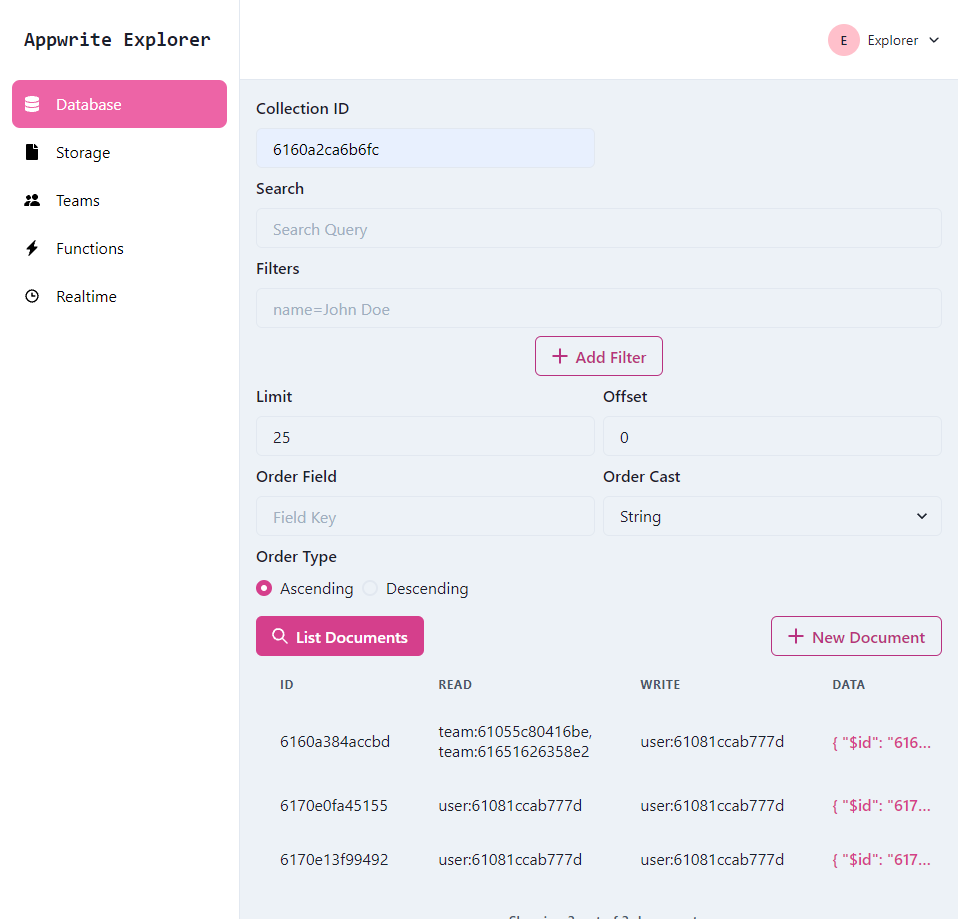 Appwrite Explorer
E Explorer
Database
Storage
Teams
Functions
Realtime
Collection ID
6160a2ca6b6fc
Search
Search Query
Filters
name=John Doe
Add Filter
Limit Offset
25 0
Order Field Order Cast
Field Key String
Order Type
Ascending Descending
List Documents New Document
ID READ WRITE DATA
6160a384accbd team:61055c80416be, team:61651626358e2 user:61081ccab777d { "$id": "616...
6170e0fa45155 user:61081ccab777d user:61081ccab777d { "$id": "617...
6170e13f99492 user:61081ccab777d user:61081ccab777d { "$id": "617...